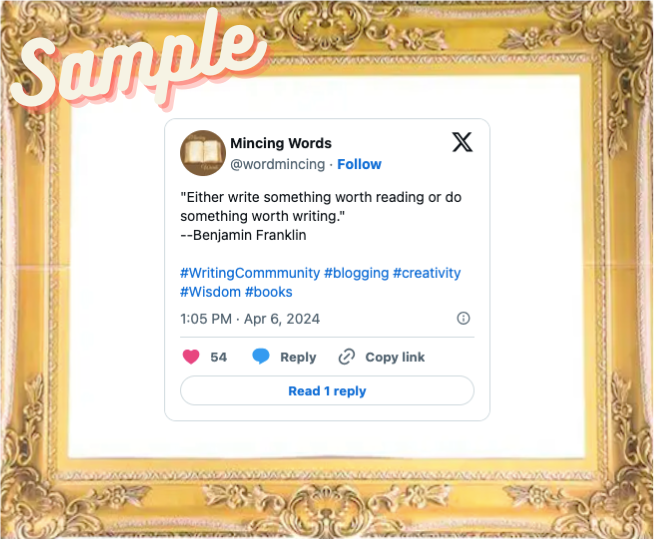 Sample
Mincing Words
@wordmincing · Follow
"Either write something worth reading or do
something worth writing."
--Benjamin Franklin
#WritingCommmunity #blogging #creativity
#Wisdom #books
1:05 PM · Apr 6, 2024
54 Reply Copy link
Read 1 reply